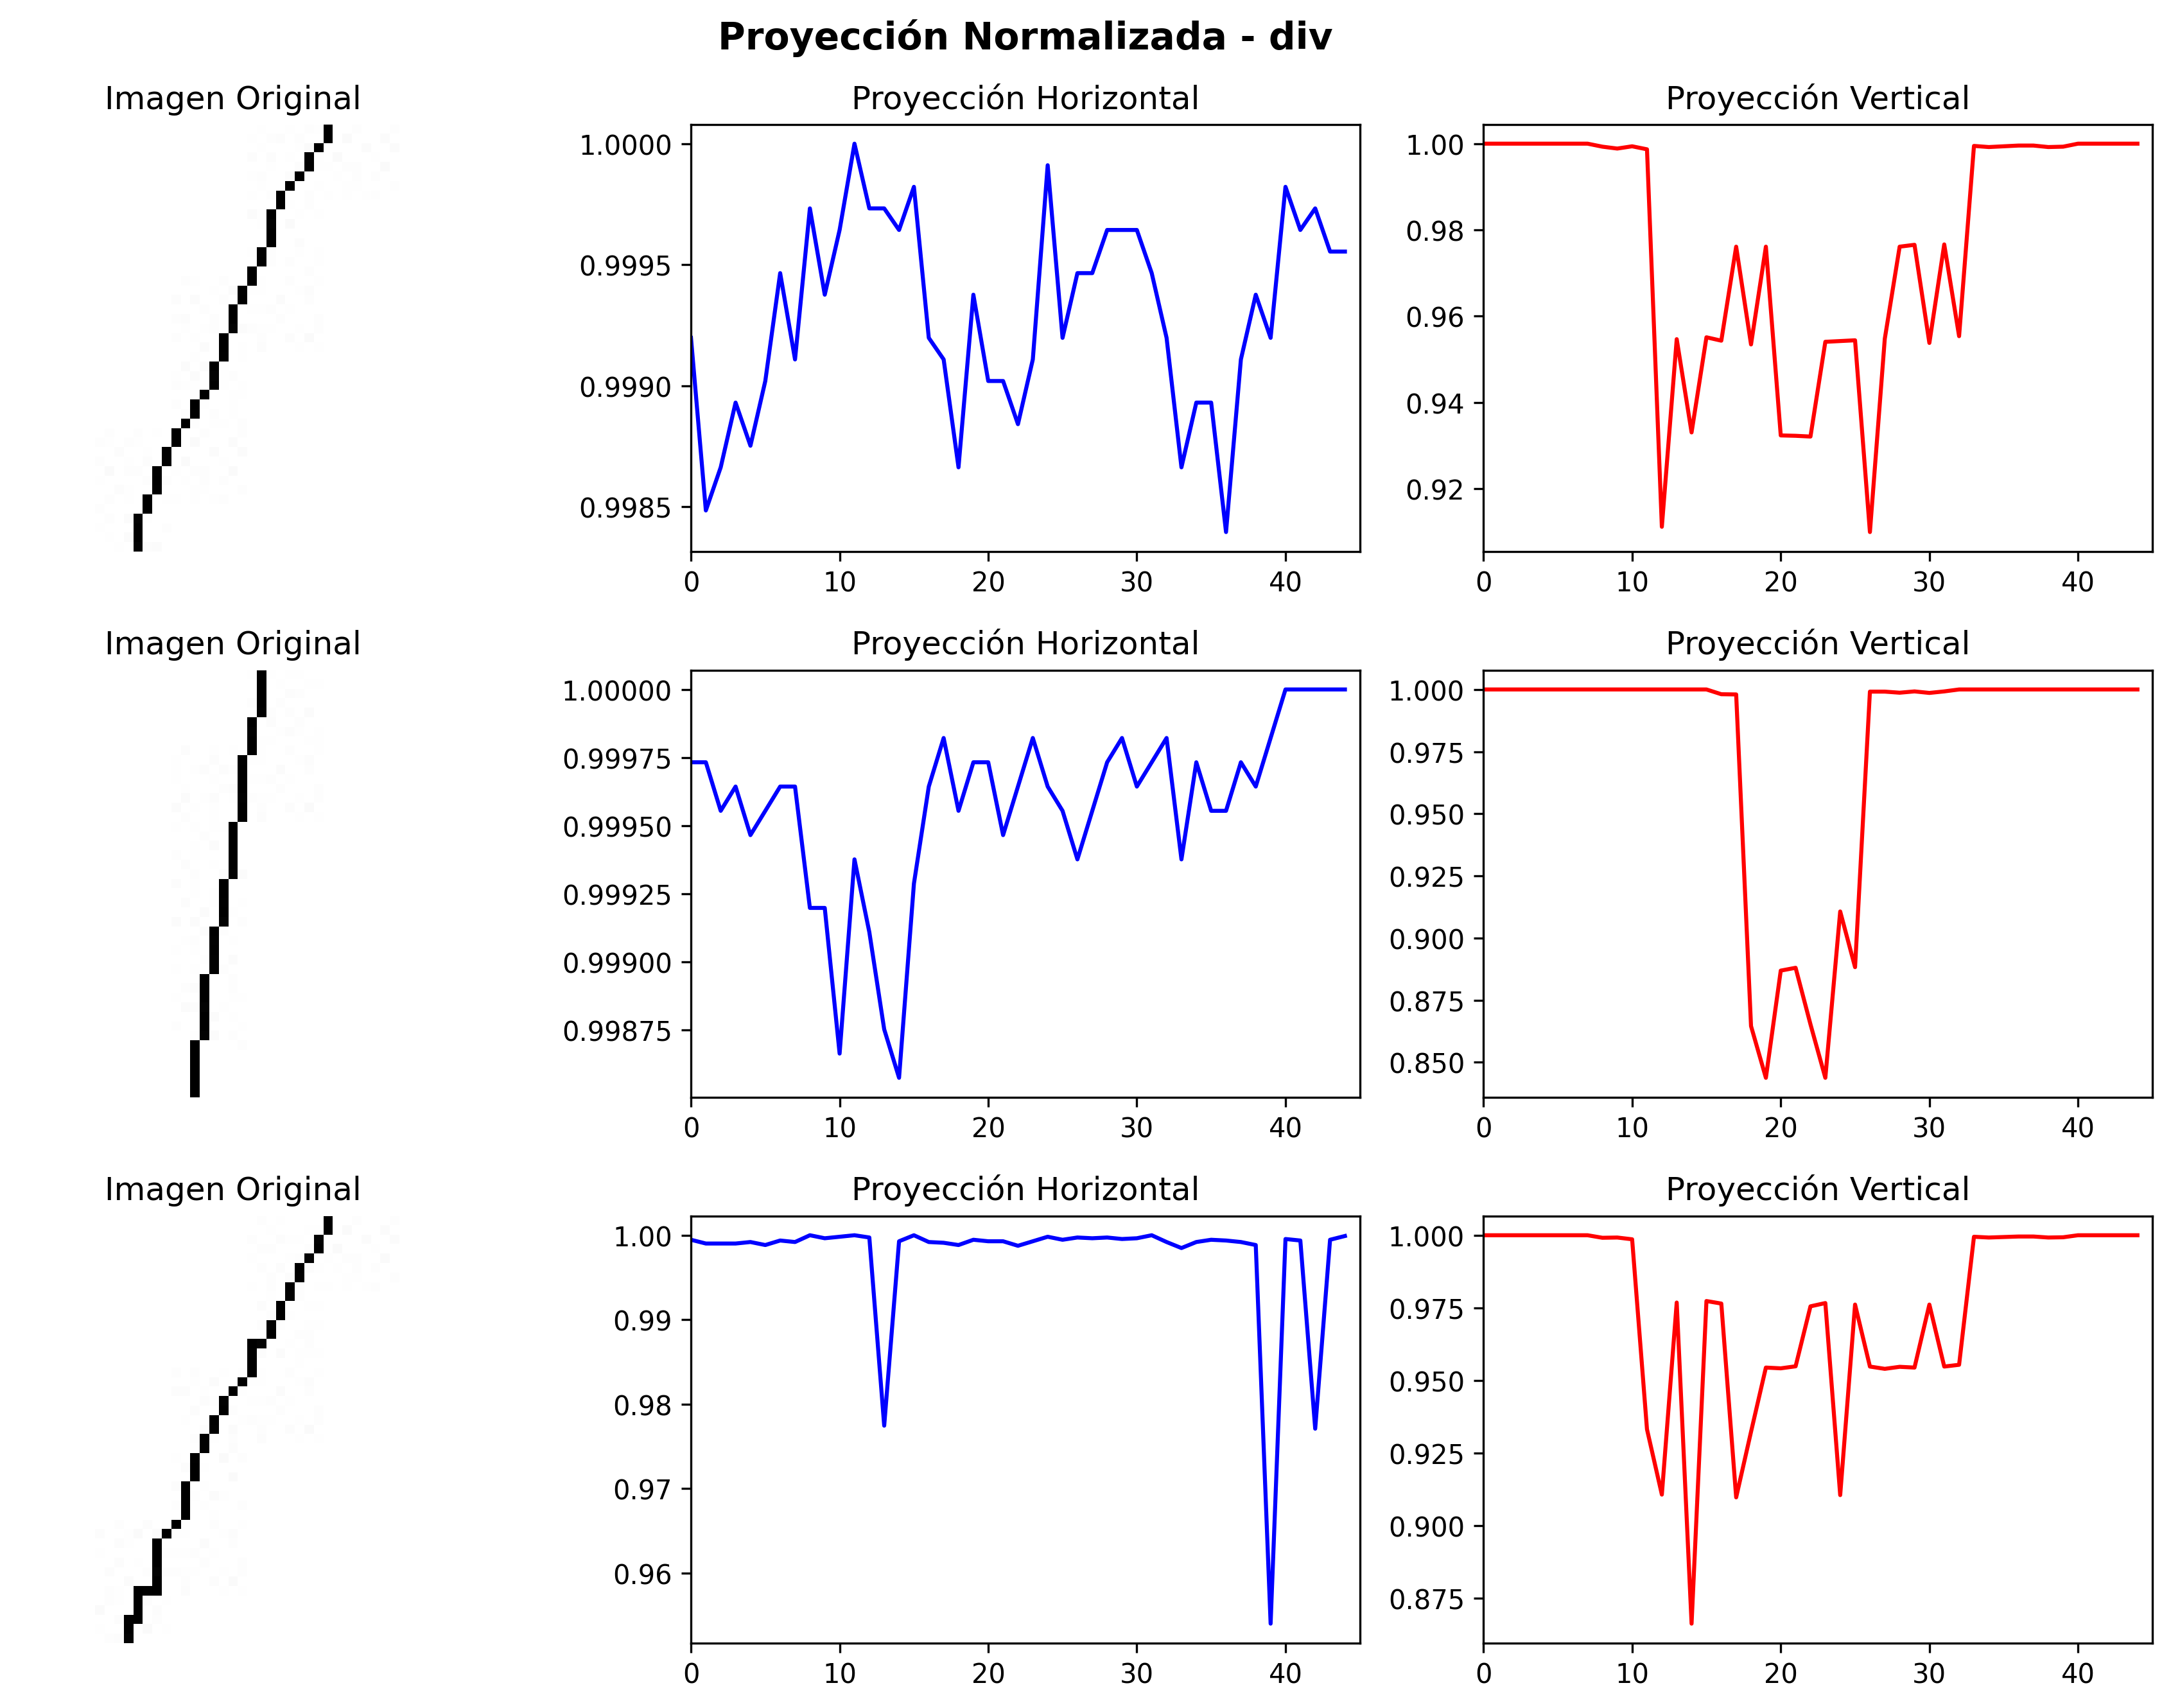 Proyección Normalizada - div
Imagen Original
Proyección Horizontal
Proyección Vertical
1.0000
0.9995
0.9990
0.9985
0 10 20 30 40
1.00
0.98
0.96
0.94
0.92
0 10 20 30 40
Imagen Original
Proyección Horizontal
Proyección Vertical
1.00000
0.99975
0.99950
0.99925
0.99900
0.99875
0 10 20 30 40
1.000
0.975
0.950
0.925
0.900
0.875
0.850
0 10 20 30 40
Imagen Original
Proyección Horizontal
Proyección Vertical
1.00
0.99
0.98
0.97
0.96
0 10 20 30 40
1.000
0.975
0.950
0.925
0.900
0.875
0 10 20 30 40